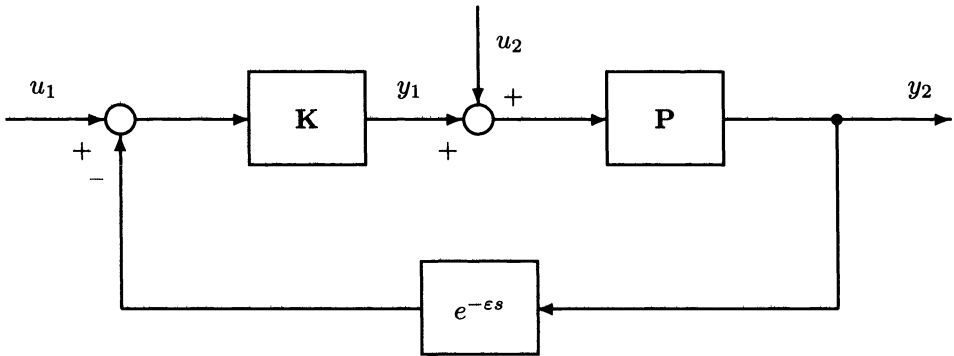 u₂
u₁
K
y₁
+
P
y₂
+
+
−
e^{−εs}